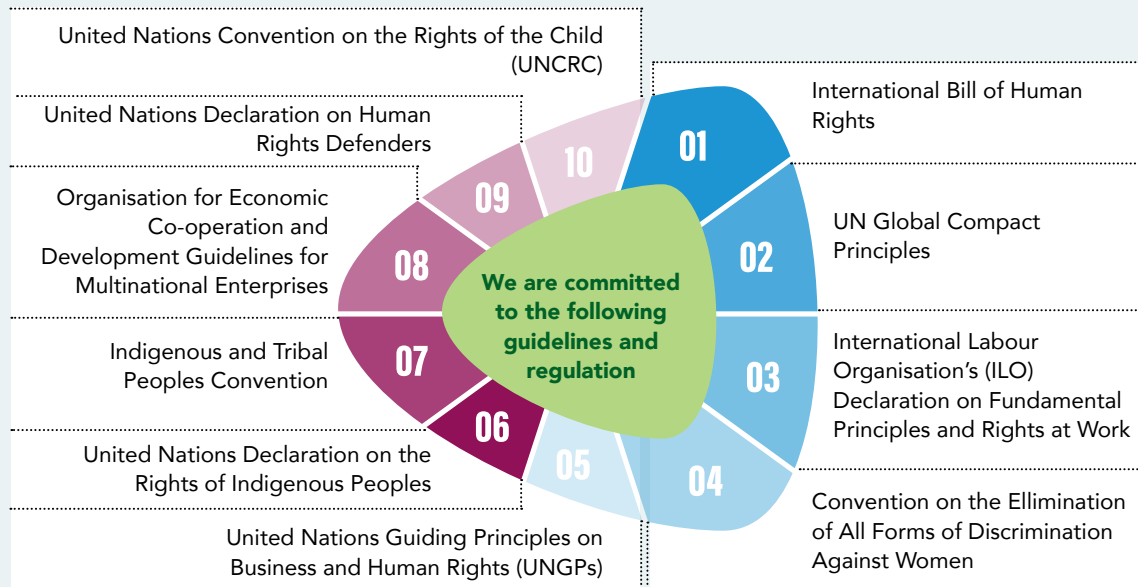 We are committed
to the following
guidelines and
regulation
01
International Bill of Human
Rights
02
UN Global Compact
Principles
03
International Labour
Organisation’s (ILO)
Declaration on Fundamental
Principles and Rights at Work
04
Convention on the Ellimination
of All Forms of Discrimination
Against Women
05
United Nations Guiding Principles on
Business and Human Rights (UNGPs)
06
United Nations Declaration on the
Rights of Indigenous Peoples
07
Indigenous and Tribal
Peoples Convention
08
Organisation for Economic
Co-operation and
Development Guidelines for
Multinational Enterprises
09
United Nations Declaration on Human
Rights Defenders
10
United Nations Convention on the Rights of the Child
(UNCRC)